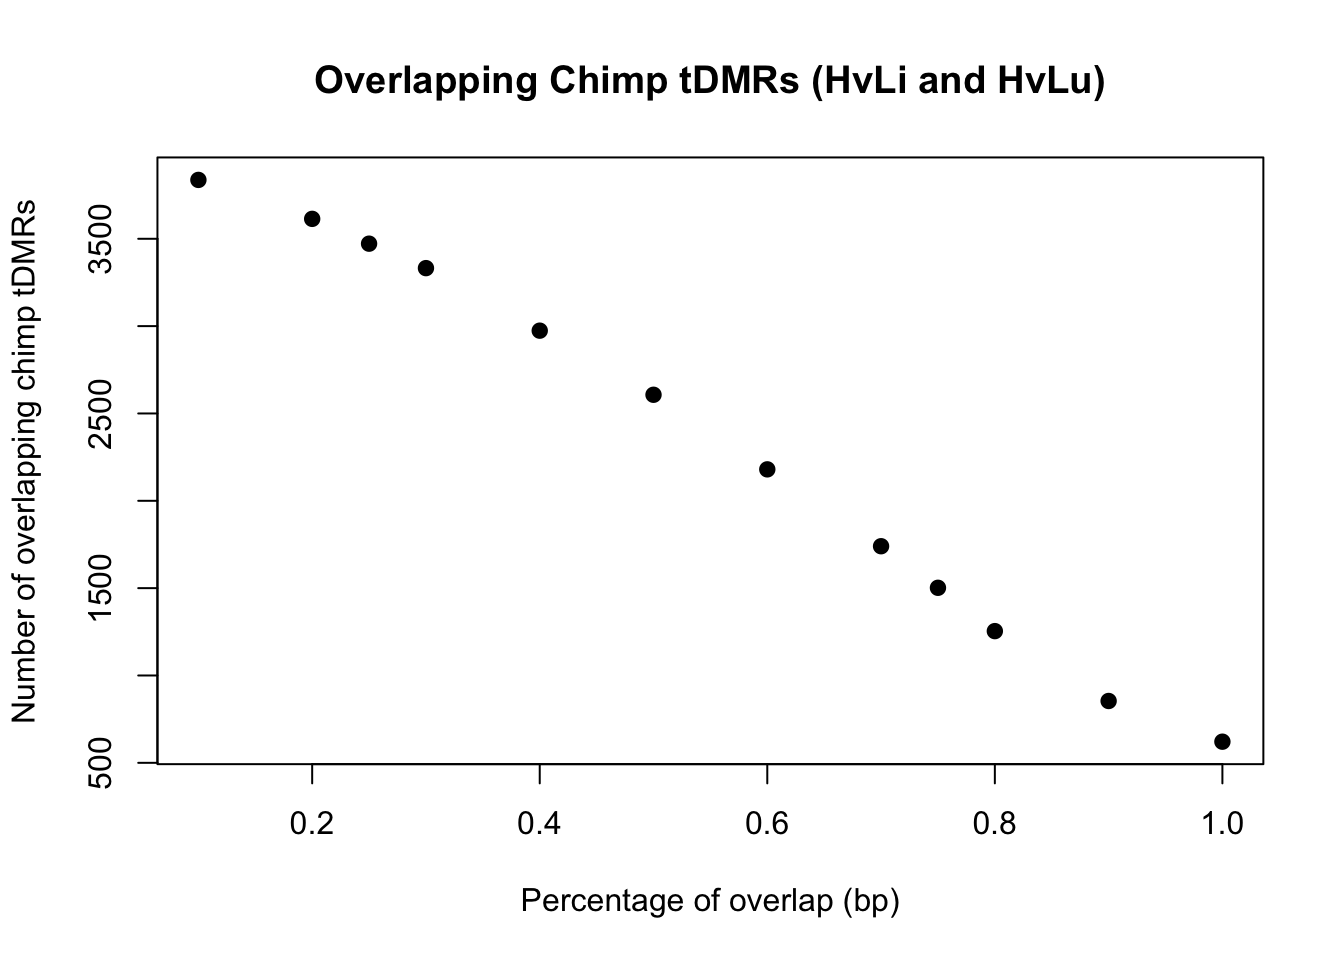 Overlapping Chimp tDMRs (HvLi and HvLu)
Number of overlapping chimp tDMRs
3500
2500
1500
500
0.2 0.4 0.6 0.8 1.0
Percentage of overlap (bp)